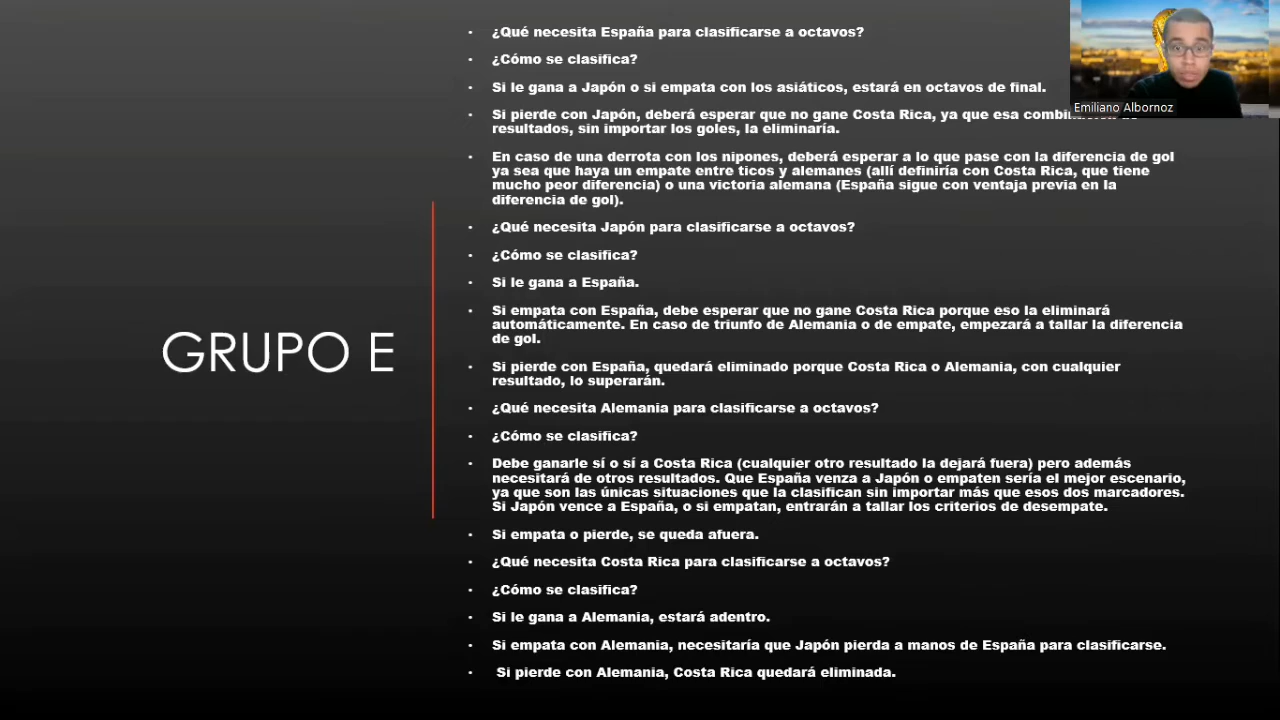 GRUPO E
• ¿Qué necesita España para clasificarse a octavos?
• ¿Cómo se clasifica?
• Si le gana a Japón o si empata con los asiáticos, estará en octavos de final.
• Si pierde con Japón, deberá esperar que no gane Costa Rica, ya que esa
resultados, sin importar los goles, la eliminaría.
• En caso de una derrota con los nipones, deberá esperar a lo que pase con la diferencia de gol
ya sea que haya un empate entre ticos y alemanes (allí definiría con Costa Rica, que tiene
mucho peor diferencia) o una victoria alemana (España sigue con ventaja previa en la
diferencia de gol).
• ¿Qué necesita Japón para clasificarse a octavos?
• ¿Cómo se clasifica?
• Si le gana a España.
• Si empata con España, debe esperar que no gane Costa Rica porque eso la eliminará
automáticamente. En caso de triunfo de Alemania o de empate, empezará a tallar la diferencia
de gol.
• Si pierde con España, quedará eliminado porque Costa Rica o Alemania, con cualquier
resultado, lo superarán.
• ¿Qué necesita Alemania para clasificarse a octavos?
• ¿Cómo se clasifica?
• Debe ganarle sí o sí a Costa Rica (cualquier otro resultado la dejará fuera) pero además
necesitará de otros resultados. Que España venza a Japón o empaten sería el mejor escenario,
ya que son las únicas situaciones que la clasifican sin importar más que esos dos marcadores.
Si Japón vence a España, o si empatan, entrarán a tallar los criterios de desempate.
• Si empata o pierde, se queda afuera.
• ¿Qué necesita Costa Rica para clasificarse a octavos?
• ¿Cómo se clasifica?
• Si le gana a Alemania, estará adentro.
• Si empata con Alemania, necesitaría que Japón pierda a manos de España para clasificarse.
• Si pierde con Alemania, Costa Rica quedará eliminada.
Emiliano Albornoz